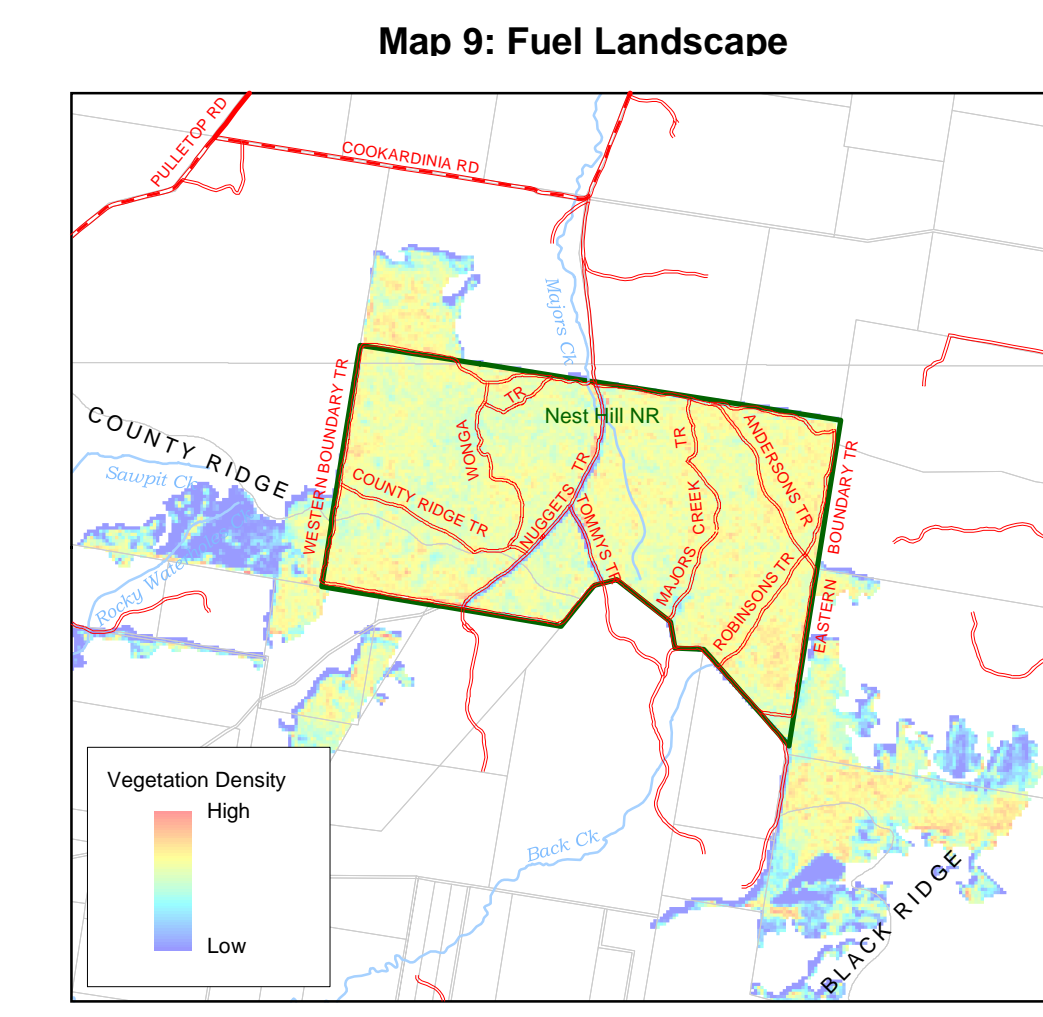 Map 9: Fuel Landscape
PULLETOP RD
COOKARDINIA RD
Majors Ck
Nest Hill NR
WESTERN BOUNDARY TR
COUNTY RIDGE
Sawpit Ck
Rocky Water
WONGA
TR
COUNTY RIDGE TR
NUGGETS TR
TOMMYS TR
MAJORS CREEK TR
ANDERSONS TR
ROBINSONS TR
EASTERN BOUNDARY TR
Back Ck
BLACK RIDGE
Vegetation Density
High
Low